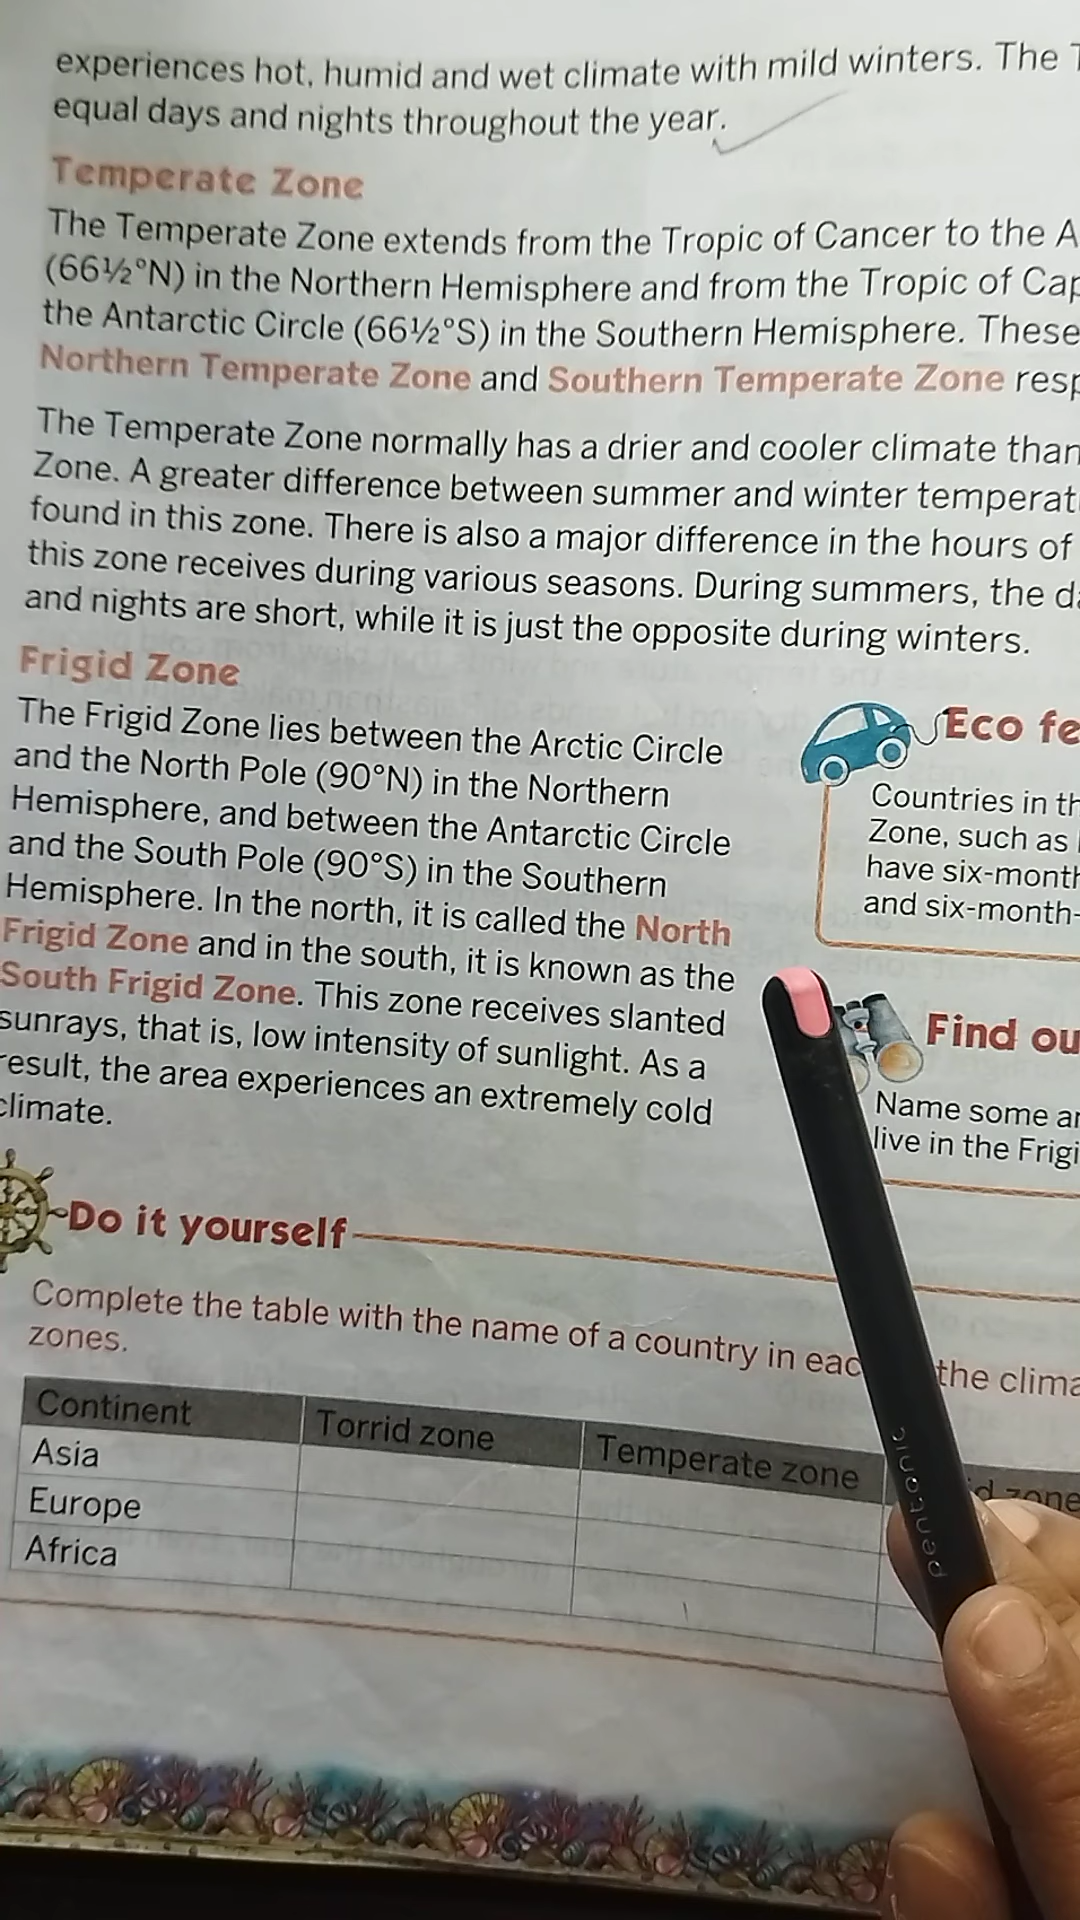 experiences hot, humid and wet climate with mild winters. The
equal days and nights throughout the year.
Temperate Zone
The Temperate Zone extends from the Tropic of Cancer to the
(66½°N) in the Northern Hemisphere and from the Tropic of
the Antarctic Circle (66½°S) in the Southern Hemisphere. These
Northern Temperate Zone and Southern Temperate Zone
The Temperate Zone normally has a drier and cooler climate than
Zone. A greater difference between summer and winter
found in this zone. There is also a major difference in the hours of
this zone receives during various seasons. During summers, the
and nights are short, while it is just the opposite during winters.
Frigid Zone
The Frigid Zone lies between the Arctic Circle
and the North Pole (90°N) in the Northern
Hemisphere, and between the Antarctic Circle
and the South Pole (90°S) in the Southern
Hemisphere. In the north, it is called the North
Frigid Zone and in the south, it is known as the
South Frigid Zone. This zone receives slanted
sunrays, that is, low intensity of sunlight. As a
result, the area experiences an extremely cold
climate.
Eco
Countries in
Zone, such as
have
and six-month-
Find
Name some
live in the
Do it yourself
Complete the table with the name of a country in the
zones.
Continent Torrid zone Temperate zone zone
Asia
Europe
Africa
pentonic